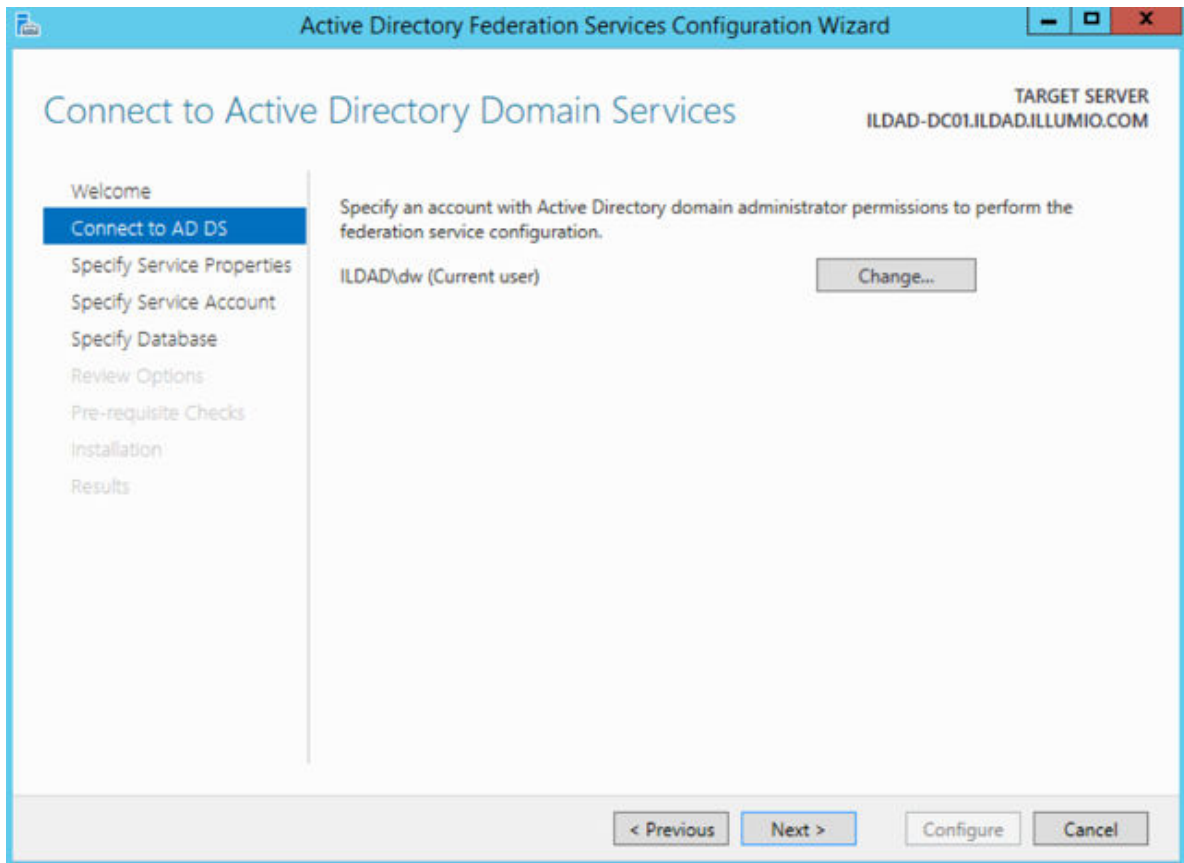 Active Directory Federation Services Configuration Wizard
Connect to Active Directory Domain Services
TARGET SERVER
ILDAD-DC01.ILDAD.ILLUMIO.COM
Welcome
Connect to AD DS
Specify Service Properties
Specify Service Account
Specify Database
Review Options
Pre-requisite Checks
Installation
Results
Specify an account with Active Directory domain administrator permissions to perform the
federation service configuration.
ILDAD\dw (Current user)
Change...
< Previous
Next >
Configure
Cancel